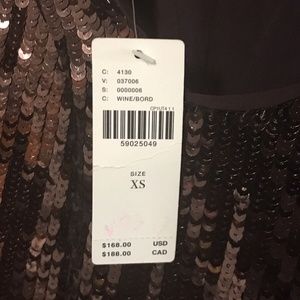 C: 4130
V: 037006
S: 0000006
C: WINE/BORD
59025049
SIZE
XS
$168.00 USD
$188.00 CAD